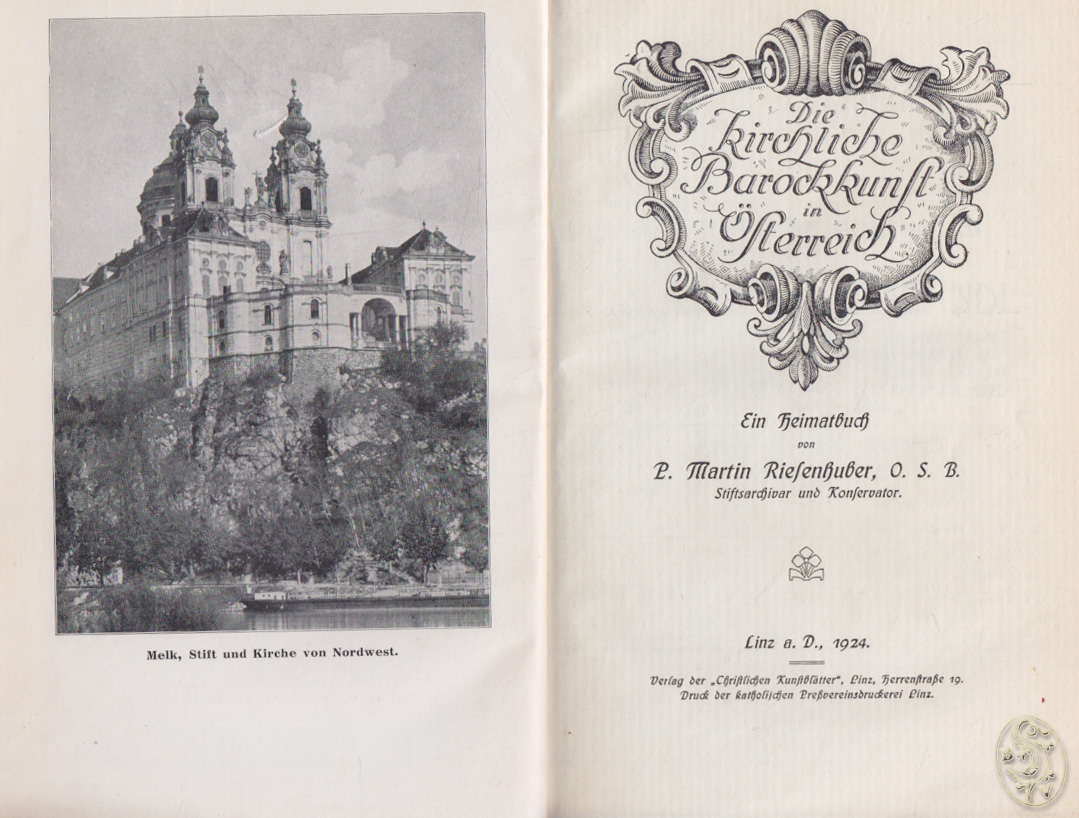 Melk, Stift und Kirche von Nordwest.
Die
kirchliche
Barockkunst
in
Österreich
Ein Heimatbuch
von
P. Martin Riesenhuber, O. S. B.
Stiftsarchivar und Konservator.
Linz a. D., 1924.
Verlag der „Christlichen Kunstblätter“, Linz, Herrenstraße 19.
Druck der katholischen Preßvereinsdruckerei Linz.